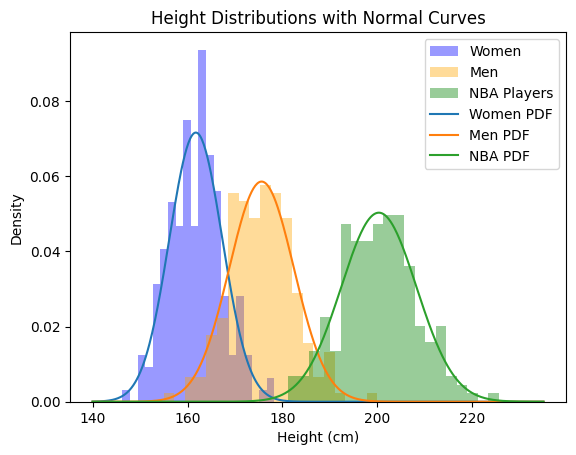 Height Distributions with Normal Curves
Women
Men
NBA Players
Women PDF
Men PDF
NBA PDF
Density
0.08
0.06
0.04
0.02
0.00
140
160
180
200
220
Height (cm)